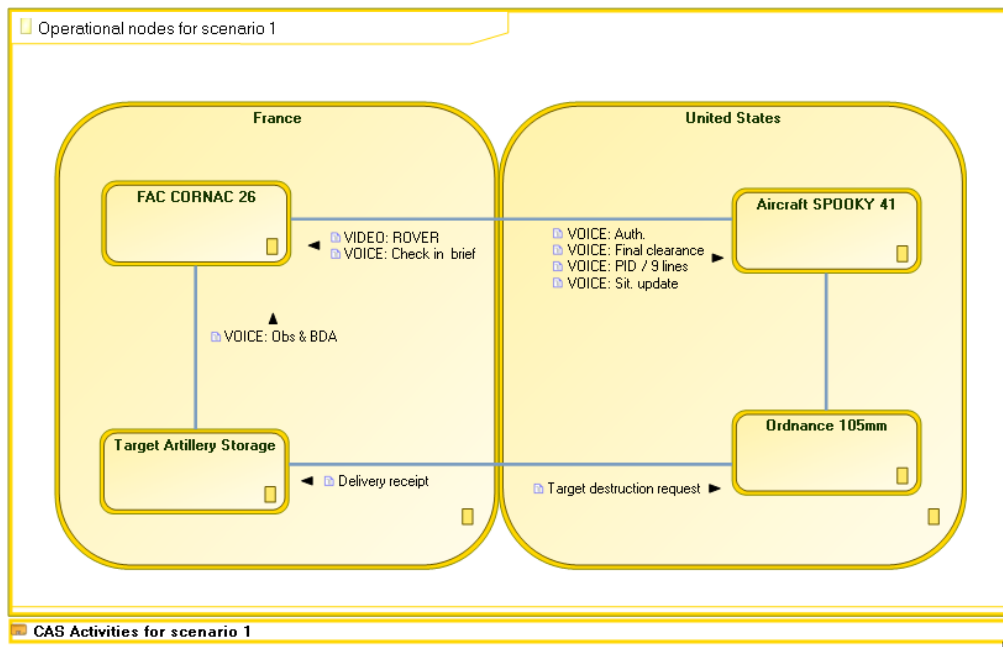 Operational nodes for scenario 1
France
United States
FAC CORNAC 26
Aircraft SPOOKY 41
VIDEO: ROVER
VOICE: Check in brief
VOICE: Auth.
VOICE: Final clearance
VOICE: PID / 9 lines
VOICE: Sit. update
VOICE: Obs & BDA
Target Artillery Storage
Ordnance 105mm
Delivery receipt
Target destruction request
CAS Activities for scenario 1